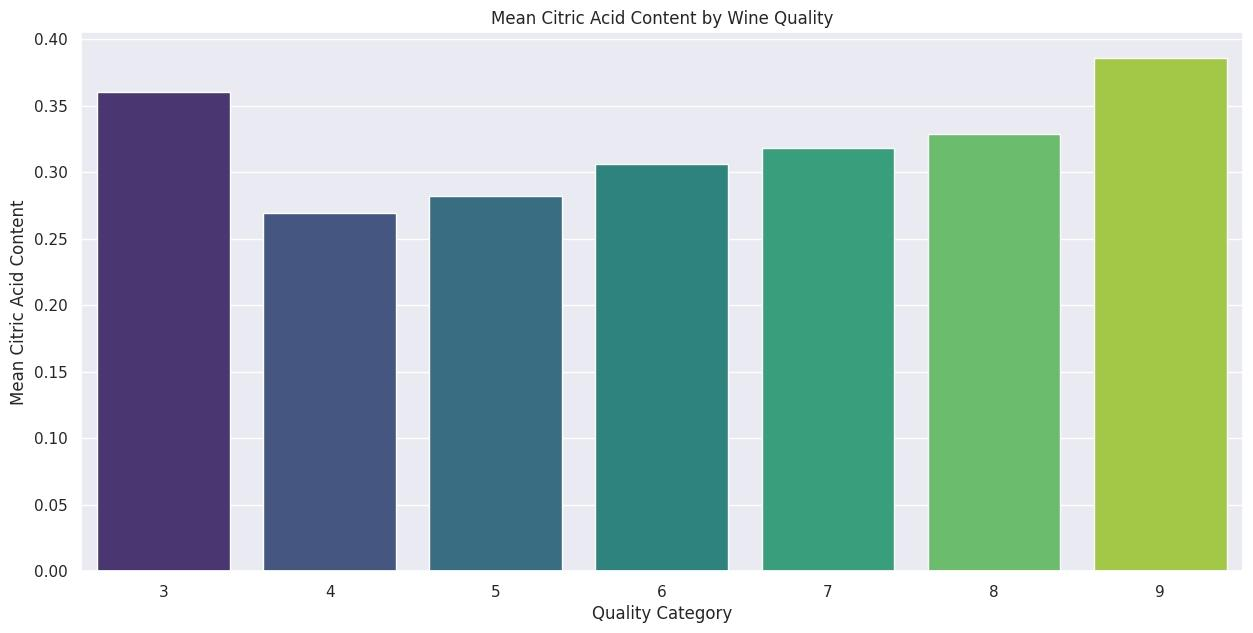 Mean Citric Acid Content by Wine Quality
0.40
0.35
0.30
0.25
0.20
0.15
0.10
0.05
0.00
Mean Citric Acid Content
3 4 5 6 7 8 9
Quality Category